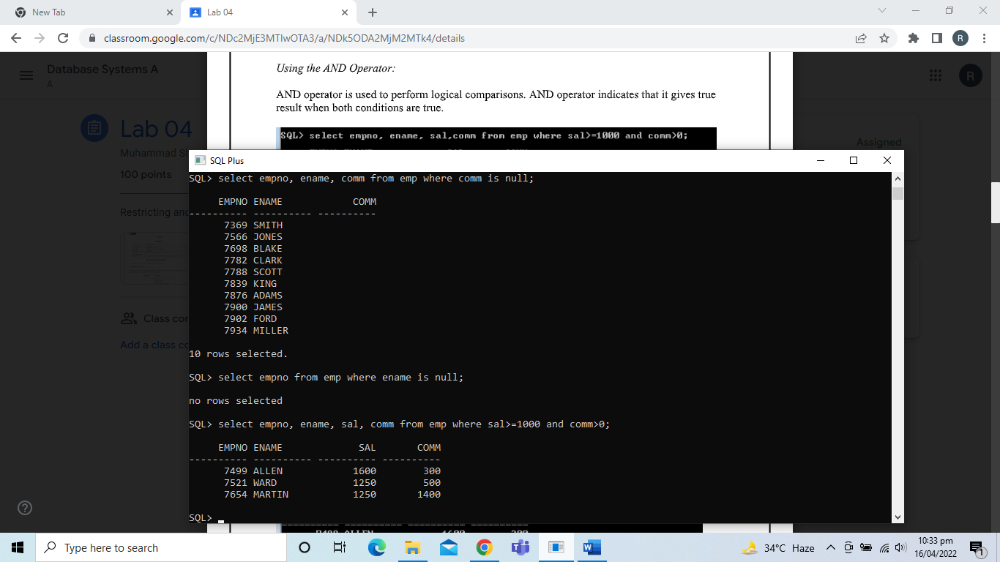 New Tab
Lab 04
classroom.google.com/c/NDc2MjE3MTIwOTA3/a/NDk5ODA2MjM2MTk4/details
R
Database Systems A
A
R
Using the AND Operator:
AND operator is used to perform logical comparisons. AND operator indicates that it gives true
result when both conditions are true.
SQL> select empno, ename, sal,comm from emp where sal>=1000 and comm>0;
Lab 04
Assigned
100 points
Restricting and
Class com
Add a class co
SQL Plus
SQL> select empno, ename, comm from emp where comm is null;
EMPNO ENAME COMM
---------- ---------- ----------
7369 SMITH
7566 JONES
7698 BLAKE
7782 CLARK
7788 SCOTT
7839 KING
7876 ADAMS
7900 JAMES
7902 FORD
7934 MILLER
10 rows selected.
SQL> select empno from emp where ename is null;
no rows selected
SQL> select empno, ename, sal, comm from emp where sal>=1000 and comm>0;
EMPNO ENAME SAL COMM
---------- ---------- ---------- ----------
7499 ALLEN 1600 300
7521 WARD 1250 500
7654 MARTIN 1250 1400
SQL>
Type here to search
34°C Haze
10:33 pm
16/04/2022
1